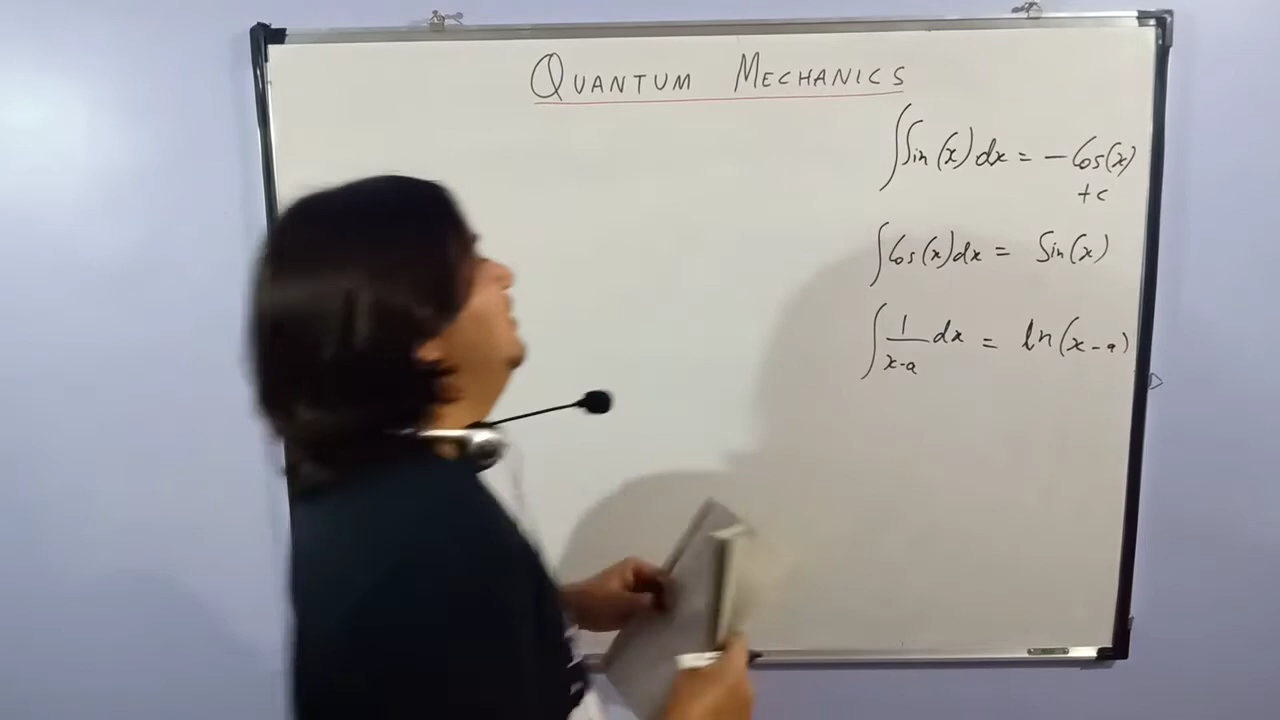 QUANTUM MECHANICS
∫Sin(x)dx = -Cos(x)
+c
∫Cos(x)dx = Sin(x)
∫1/(x-a) dx = ln(x-a)